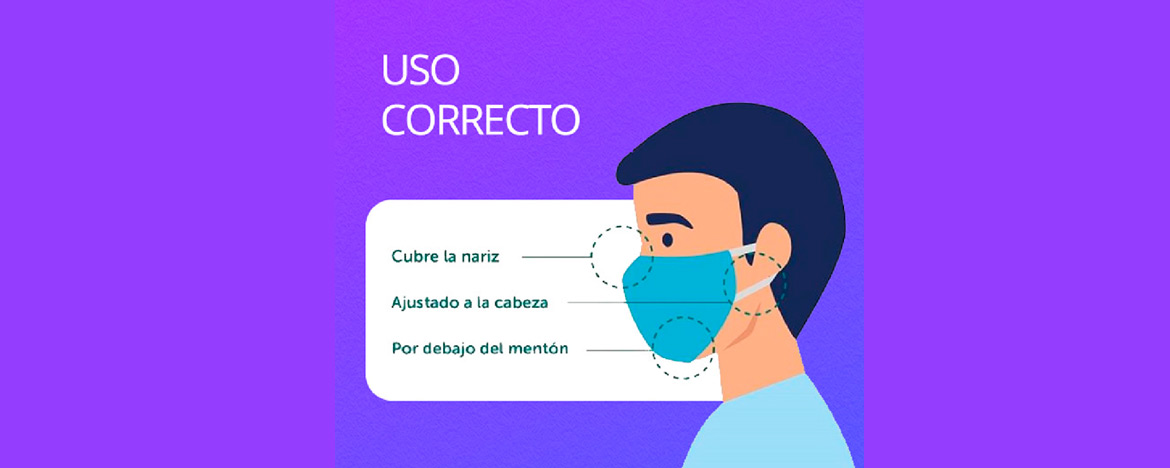 USO
CORRECTO
Cubre la nariz
Ajustado a la cabeza
Por debajo del mentón